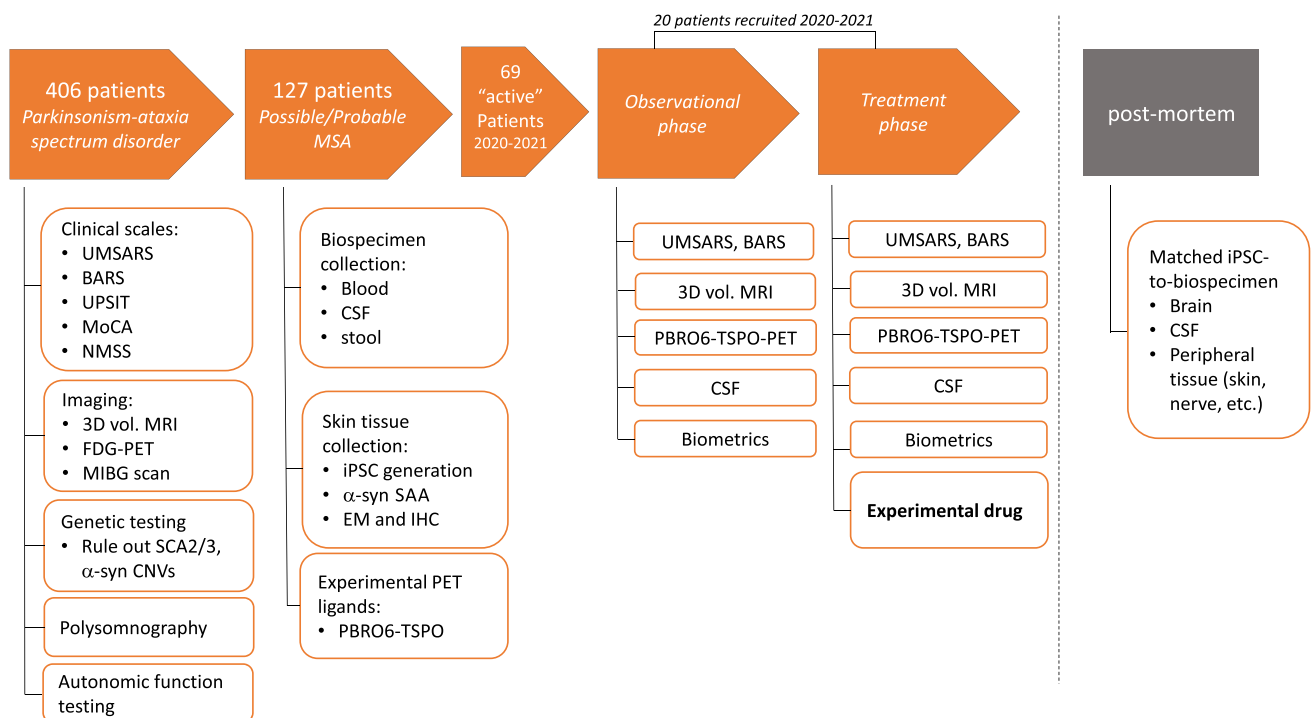 20 patients recruited 2020-2021
406 patients
Parkinsonism-ataxia
spectrum disorder
127 patients
Possible/Probable
MSA
69
“active”
Patients
2020-2021
Observational
phase
Treatment
phase
post-mortem
Clinical scales:
• UMSARS
• BARS
• UPSIT
• MoCA
• NMSS
Imaging:
• 3D vol. MRI
• FDG-PET
• MIBG scan
Genetic testing
• Rule out SCA2/3,
α-syn CNVs
Polysomnography
Autonomic function
testing
Biospecimen
collection:
• Blood
• CSF
• stool
Skin tissue
collection:
• iPSC generation
• α-syn SAA
• EM and IHC
Experimental PET
ligands:
• PBRO6-TSPO
UMSARS, BARS
3D vol. MRI
PBRO6-TSPO-PET
CSF
Biometrics
UMSARS, BARS
3D vol. MRI
PBRO6-TSPO-PET
CSF
Biometrics
Experimental drug
Matched iPSC-
to-biospecimen
• Brain
• CSF
• Peripheral
tissue (skin,
nerve, etc.)